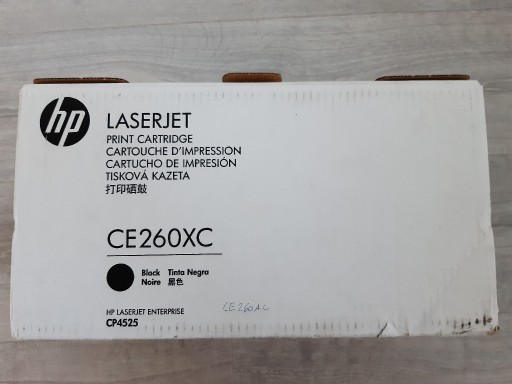 hp
LASERJET
PRINT CARTRIDGE
CARTOUCHE D'IMPRESSION
CARTUCHO DE IMPRESIÓN
TISKOVÁ KAZETA
打印硒鼓
CE260XC
Black Tinta Negra
Noire 黑色
HP LASERJET ENTERPRISE
CP4525
CE260AC